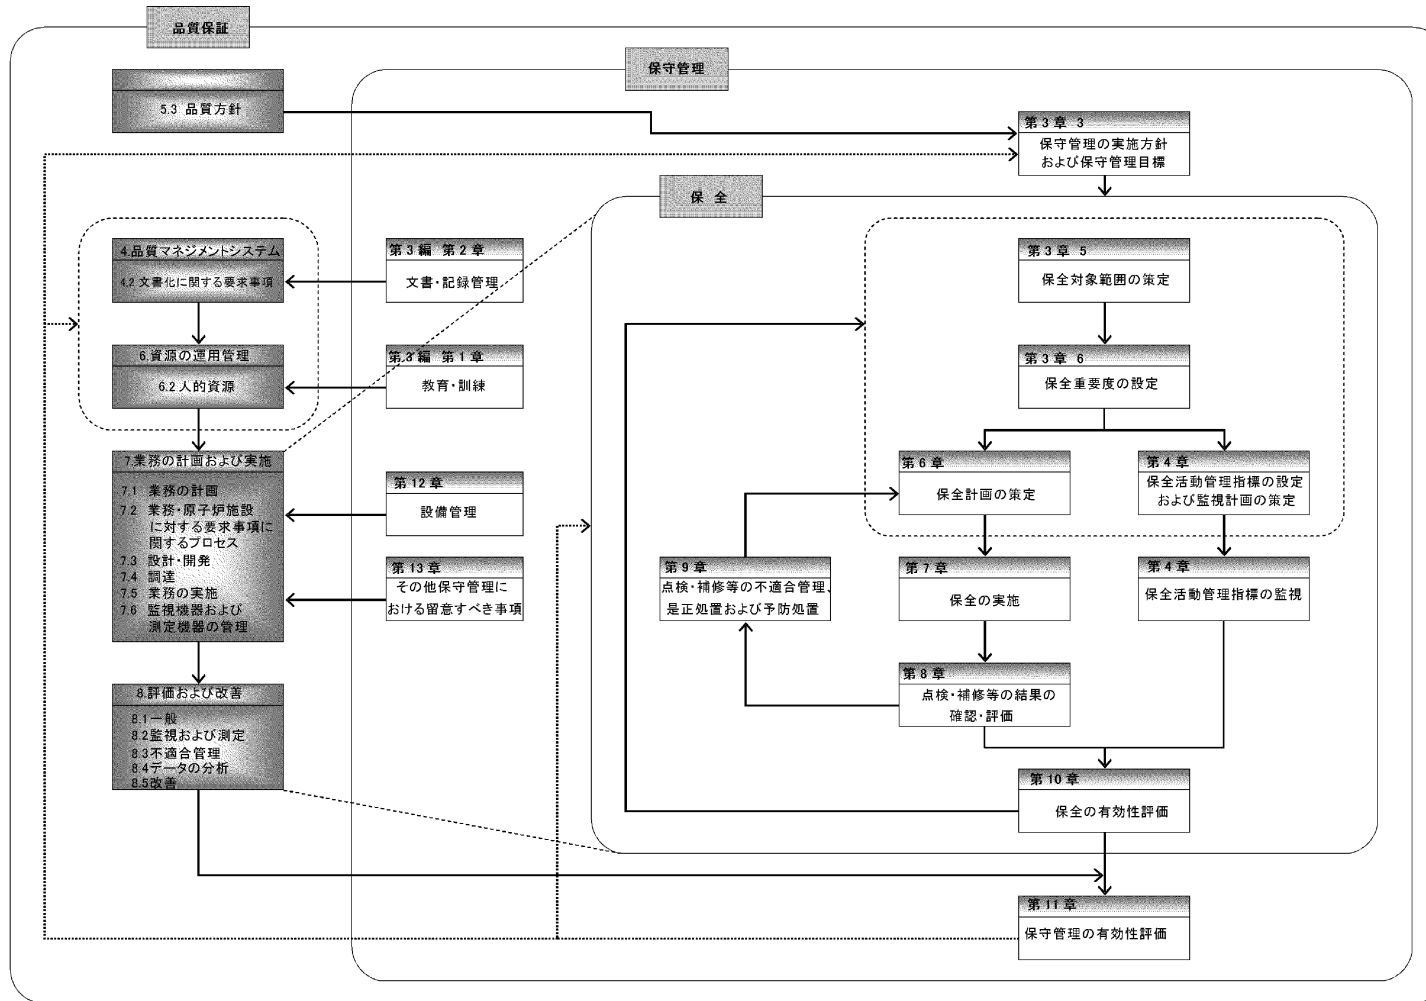 品質保証
保守管理
5.3 品質方針
第3章 3
保守管理の実施方針
および保守管理目標
保 全
4.品質マネジメントシステム
4.2 文書化に関する要求事項
第3編 第2章
文書・記録管理
第3章 5
保全対象範囲の策定
6.資源の運用管理
6.2 人的資源
第3編 第1章
教育・訓練
第3章 6
保全重要度の設定
7.業務の計画および実施
7.1 業務の計画
7.2 業務・原子炉施設
に対する要求事項に
関するプロセス
7.3 設計・開発
7.4 調達
7.5 業務の実施
7.6 監視機器および
測定機器の管理
第12章
設備管理
第13章
その他保守管理に
おける留意すべき事項
第6章
保全計画の策定
第4章
保全活動管理指標の設定
および監視計画の策定
第9章
点検・補修等の不適合管理、
是正処置および予防処置
第7章
保全の実施
第4章
保全活動管理指標の監視
第8章
点検・補修等の結果の
確認・評価
8.評価および改善
8.1一般
8.2監視および測定
8.3不適合管理
8.4データの分析
8.5改善
第10章
保全の有効性評価
第11章
保守管理の有効性評価